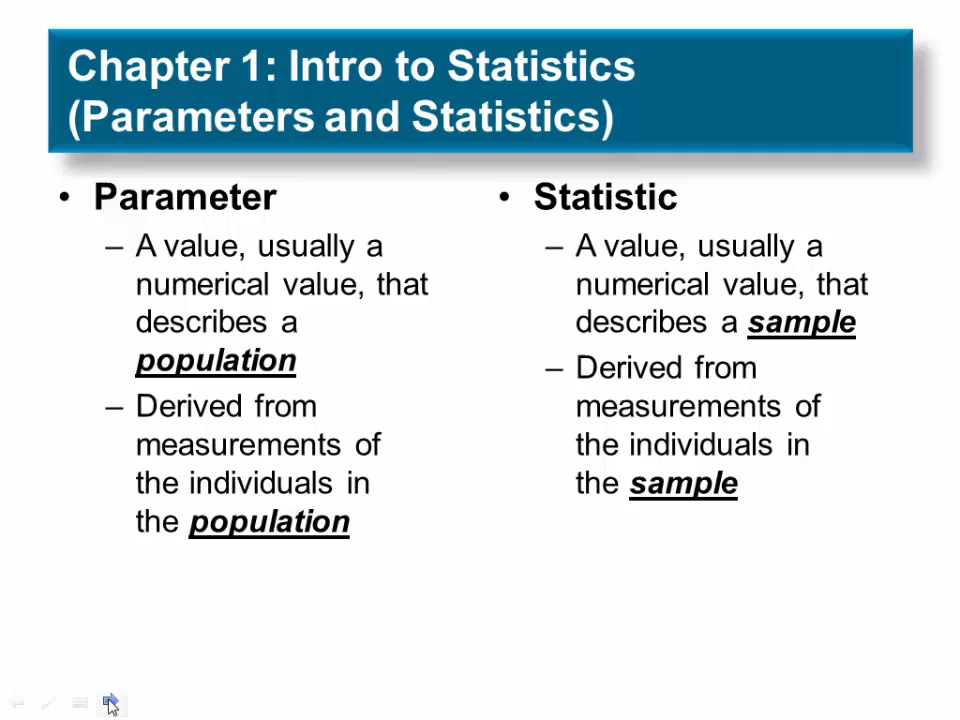 Chapter 1: Intro to Statistics
(Parameters and Statistics)
• Parameter
– A value, usually a
numerical value, that
describes a
population
– Derived from
measurements of
the individuals in
the population
• Statistic
– A value, usually a
numerical value, that
describes a sample
– Derived from
measurements of
the individuals in
the sample